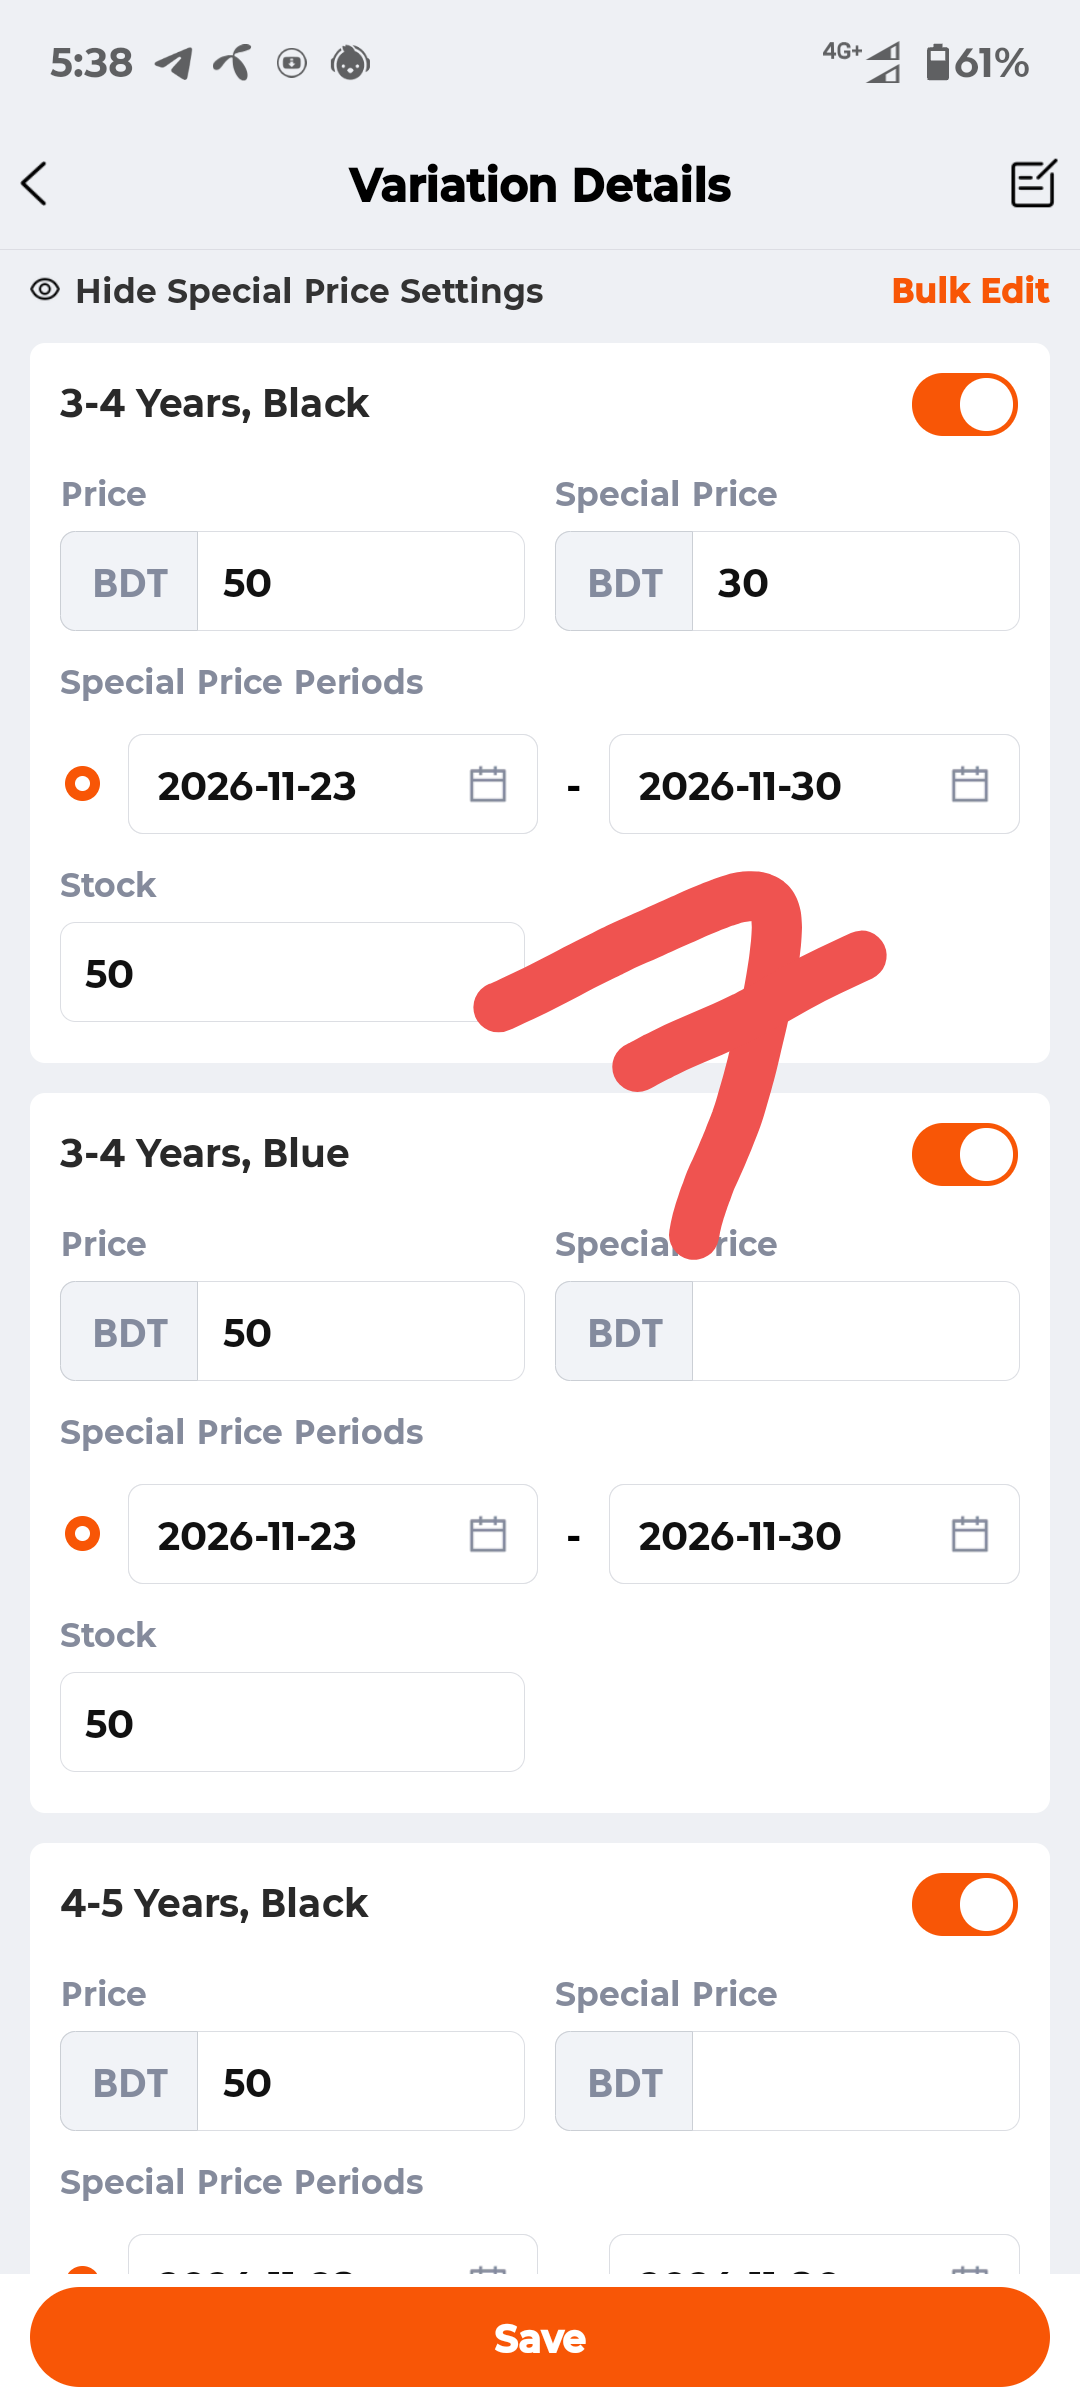 5:38 4G+ 61%
Variation Details
Hide Special Price Settings Bulk Edit
3-4 Years, Black
Price Special Price
BDT 50 BDT 30
Special Price Periods
2026-11-23 - 2026-11-30
Stock
50
7
3-4 Years, Blue
Price Special Price
BDT 50 BDT
Special Price Periods
2026-11-23 - 2026-11-30
Stock
50
4-5 Years, Black
Price Special Price
BDT 50 BDT
Special Price Periods
Save